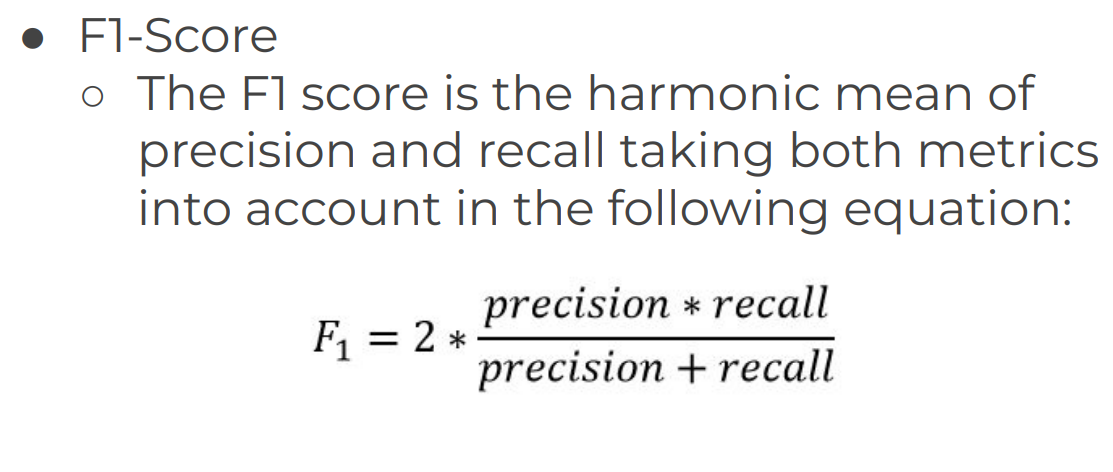 ● F1-Score
○ The F1 score is the harmonic mean of
precision and recall taking both metrics
into account in the following equation:
F₁ = 2 * (precision * recall) / (precision + recall)